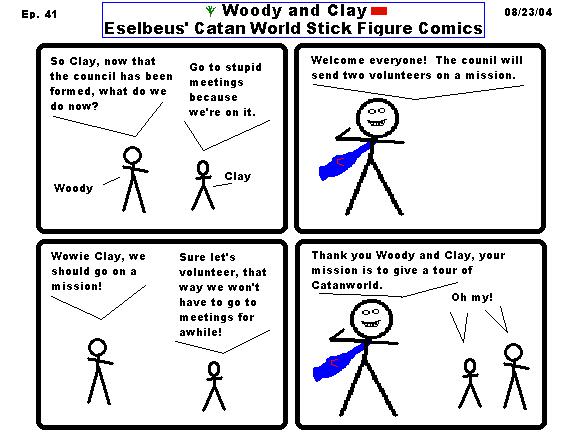 Ep. 41
Woody and Clay
08/23/04
Eselbeus' Catan World Stick Figure Comics
So Clay, now that
the council has been
formed, what do we
do now?
Go to stupid
meetings
because
we're on it.
Woody
Clay
Welcome everyone! The counil will
send two volunteers on a mission.
Wowie Clay, we
should go on a
mission!
Sure let's
volunteer, that
way we won't
have to go to
meetings for
awhile!
Thank you Woody and Clay, your
mission is to give a tour of
Catanworld.
Oh my!